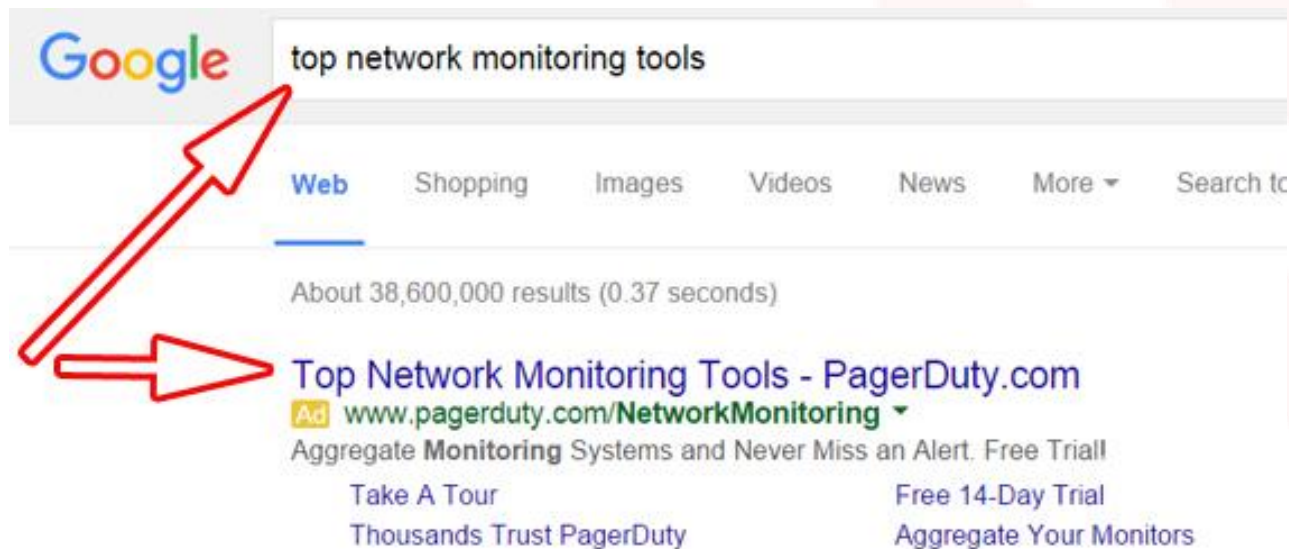 Google top network monitoring tools
Web Shopping Images Videos News More Search to
About 38,600,000 results (0.37 seconds)
Top Network Monitoring Tools - PagerDuty.com
Ad www.pagerduty.com/NetworkMonitoring
Aggregate Monitoring Systems and Never Miss an Alert. Free Trial!
Take A Tour Free 14-Day Trial
Thousands Trust PagerDuty Aggregate Your Monitors